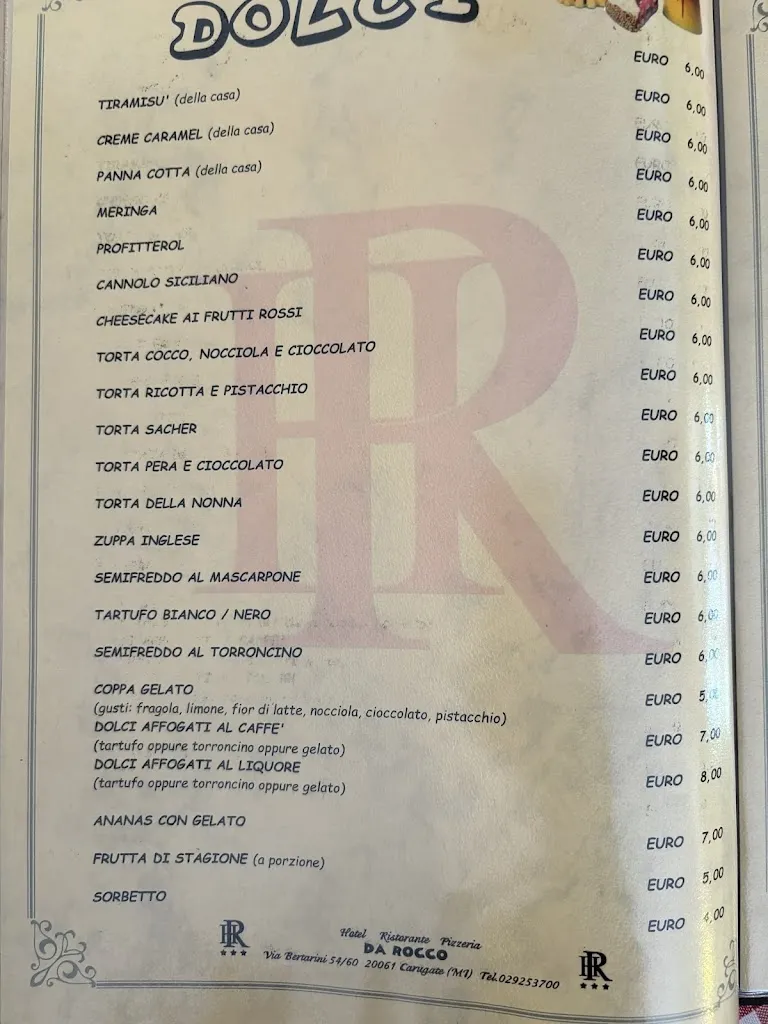 DOLCI
TIRAMISU' (della casa) EURO 6,00
CREME CARAMEL (della casa) EURO 6,00
PANNA COTTA (della casa) EURO 6,00
MERINGA EURO 6,00
PROFITTEROL EURO 6,00
CANNOLO SICILIANO EURO 6,00
CHEESECAKE AI FRUTTI ROSSI EURO 6,00
TORTA COCCO, NOCCIOLA E CIOCCOLATO EURO 6,00
TORTA RICOTTA E PISTACCHIO EURO 6,00
TORTA SACHER EURO 6,00
TORTA PERA E CIOCCOLATO EURO 6,00
TORTA DELLA NONNA EURO 6,00
ZUPPA INGLESE EURO 6,00
SEMIFREDDO AL MASCARPONE EURO 6,00
TARTUFO BIANCO / NERO EURO 6,00
SEMIFREDDO AL TORRONCINO EURO 6,00
COPPA GELATO EURO 5,00
(gusti: fragola, limone, fior di latte, nocciola, cioccolato, pistacchio)
DOLCI AFFOGATI AL CAFFE' EURO 7,00
(tartufo oppure torroncino oppure gelato)
DOLCI AFFOGATI AL LIQUORE EURO 8,00
(tartufo oppure torroncino oppure gelato)
ANANAS CON GELATO EURO 7,00
FRUTTA DI STAGIONE (a porzione) EURO 5,00
SORBETTO EURO 4,00
Hotel Ristorante Pizzeria
DA ROCCO
Via Bertarini 54/60 20061 Carugate (MI) Tel.029253700